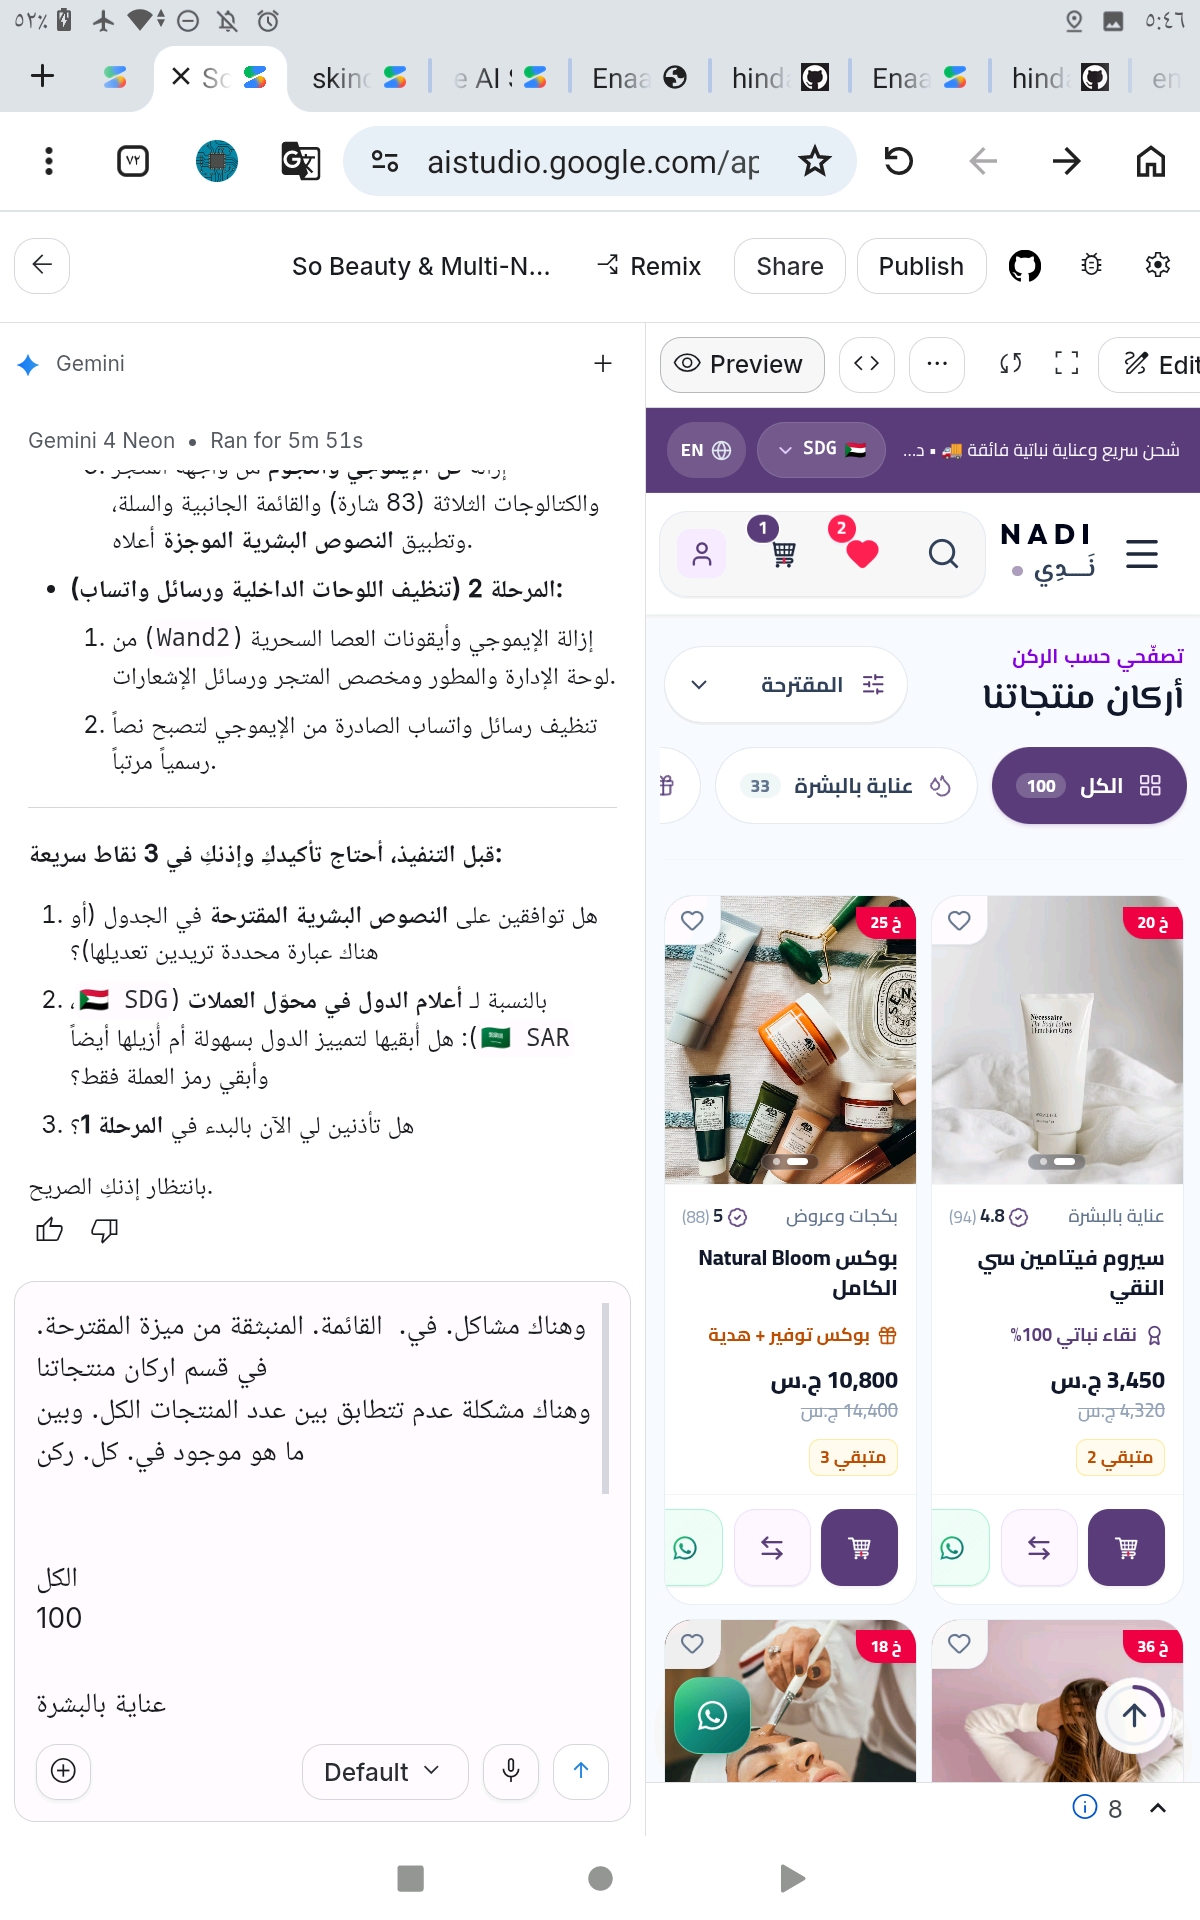 ٥٢٪
٥:٤٦
So
skinc
e AI S
Enaa
hinda
Enaa
hinda
en
٧٢
aistudio.google.com/ap
So Beauty & Multi-N...
Remix
Share
Publish
Gemini
Preview
Edit
Gemini 4 Neon • Ran for 5m 51s
والكتالوجات الثلاثة (83 شارة) والقائمة الجانبية والسلة،
وتطبيق النصوص البشرية الموجزة أعلاه.
المرحلة 2 (تنظيف اللوحات الداخلية ورسائل واتساب):
1. إزالة الإيموجي وأيقونات العصا السحرية (Wand2) من
لوحة الإدارة والمطور ومخصص المتجر ورسائل الإشعارات.
2. تنظيف رسائل واتساب الصادرة من الإيموجي لتصبح نصاً
رسمياً مرتباً.
قبل التنفيذ، أحتاج تأكيدكِ وإذنكِ في 3 نقاط سريعة:
1. هل توافقين على النصوص البشرية المقترحة في الجدول (أو
هناك عبارة محددة تريدين تعديلها)؟
2. بالنسبة لـ أعلام الدول في محوّل العملات (SDG 🇸🇩،
SAR 🇸🇦): هل أبقيها لتمييز الدول بسهولة أم أزيلها أيضاً
وأبقي رمز العملة فقط؟
3. هل تأذنين لي الآن بالبدء في المرحلة 1؟
بانتظار إذنكِ الصريح.
وهناك مشاكل. في. القائمة. المنبثقة من ميزة المقترحة.
في قسم اركان منتجاتنا
وهناك مشكلة عدم تتطابق بين عدد المنتجات الكل. وبين
ما هو موجود في. كل. ركن
الكل
100
عناية بالبشرة
Default
EN
SDG 🇸🇩
شحن سريع وعناية نباتية فائقة 🚚 • د...
1
2
NADI
نَـــدِي
تصفّحي حسب الركن
أركان منتجاتنا
المقترحة
الكل 100
عناية بالبشرة 33
خ 20
خ 25
عناية بالبشرة
4.8 (94)
سيروم فيتامين سي
النقي
نقاء نباتي 100%
3,450 ج.س
4,320 ج.س
متبقي 2
بكجات وعروض
5 (88)
بوكس Natural Bloom
الكامل
بوكس توفير + هدية
10,800 ج.س
14,400 ج.س
متبقي 3
خ 36
خ 18
8